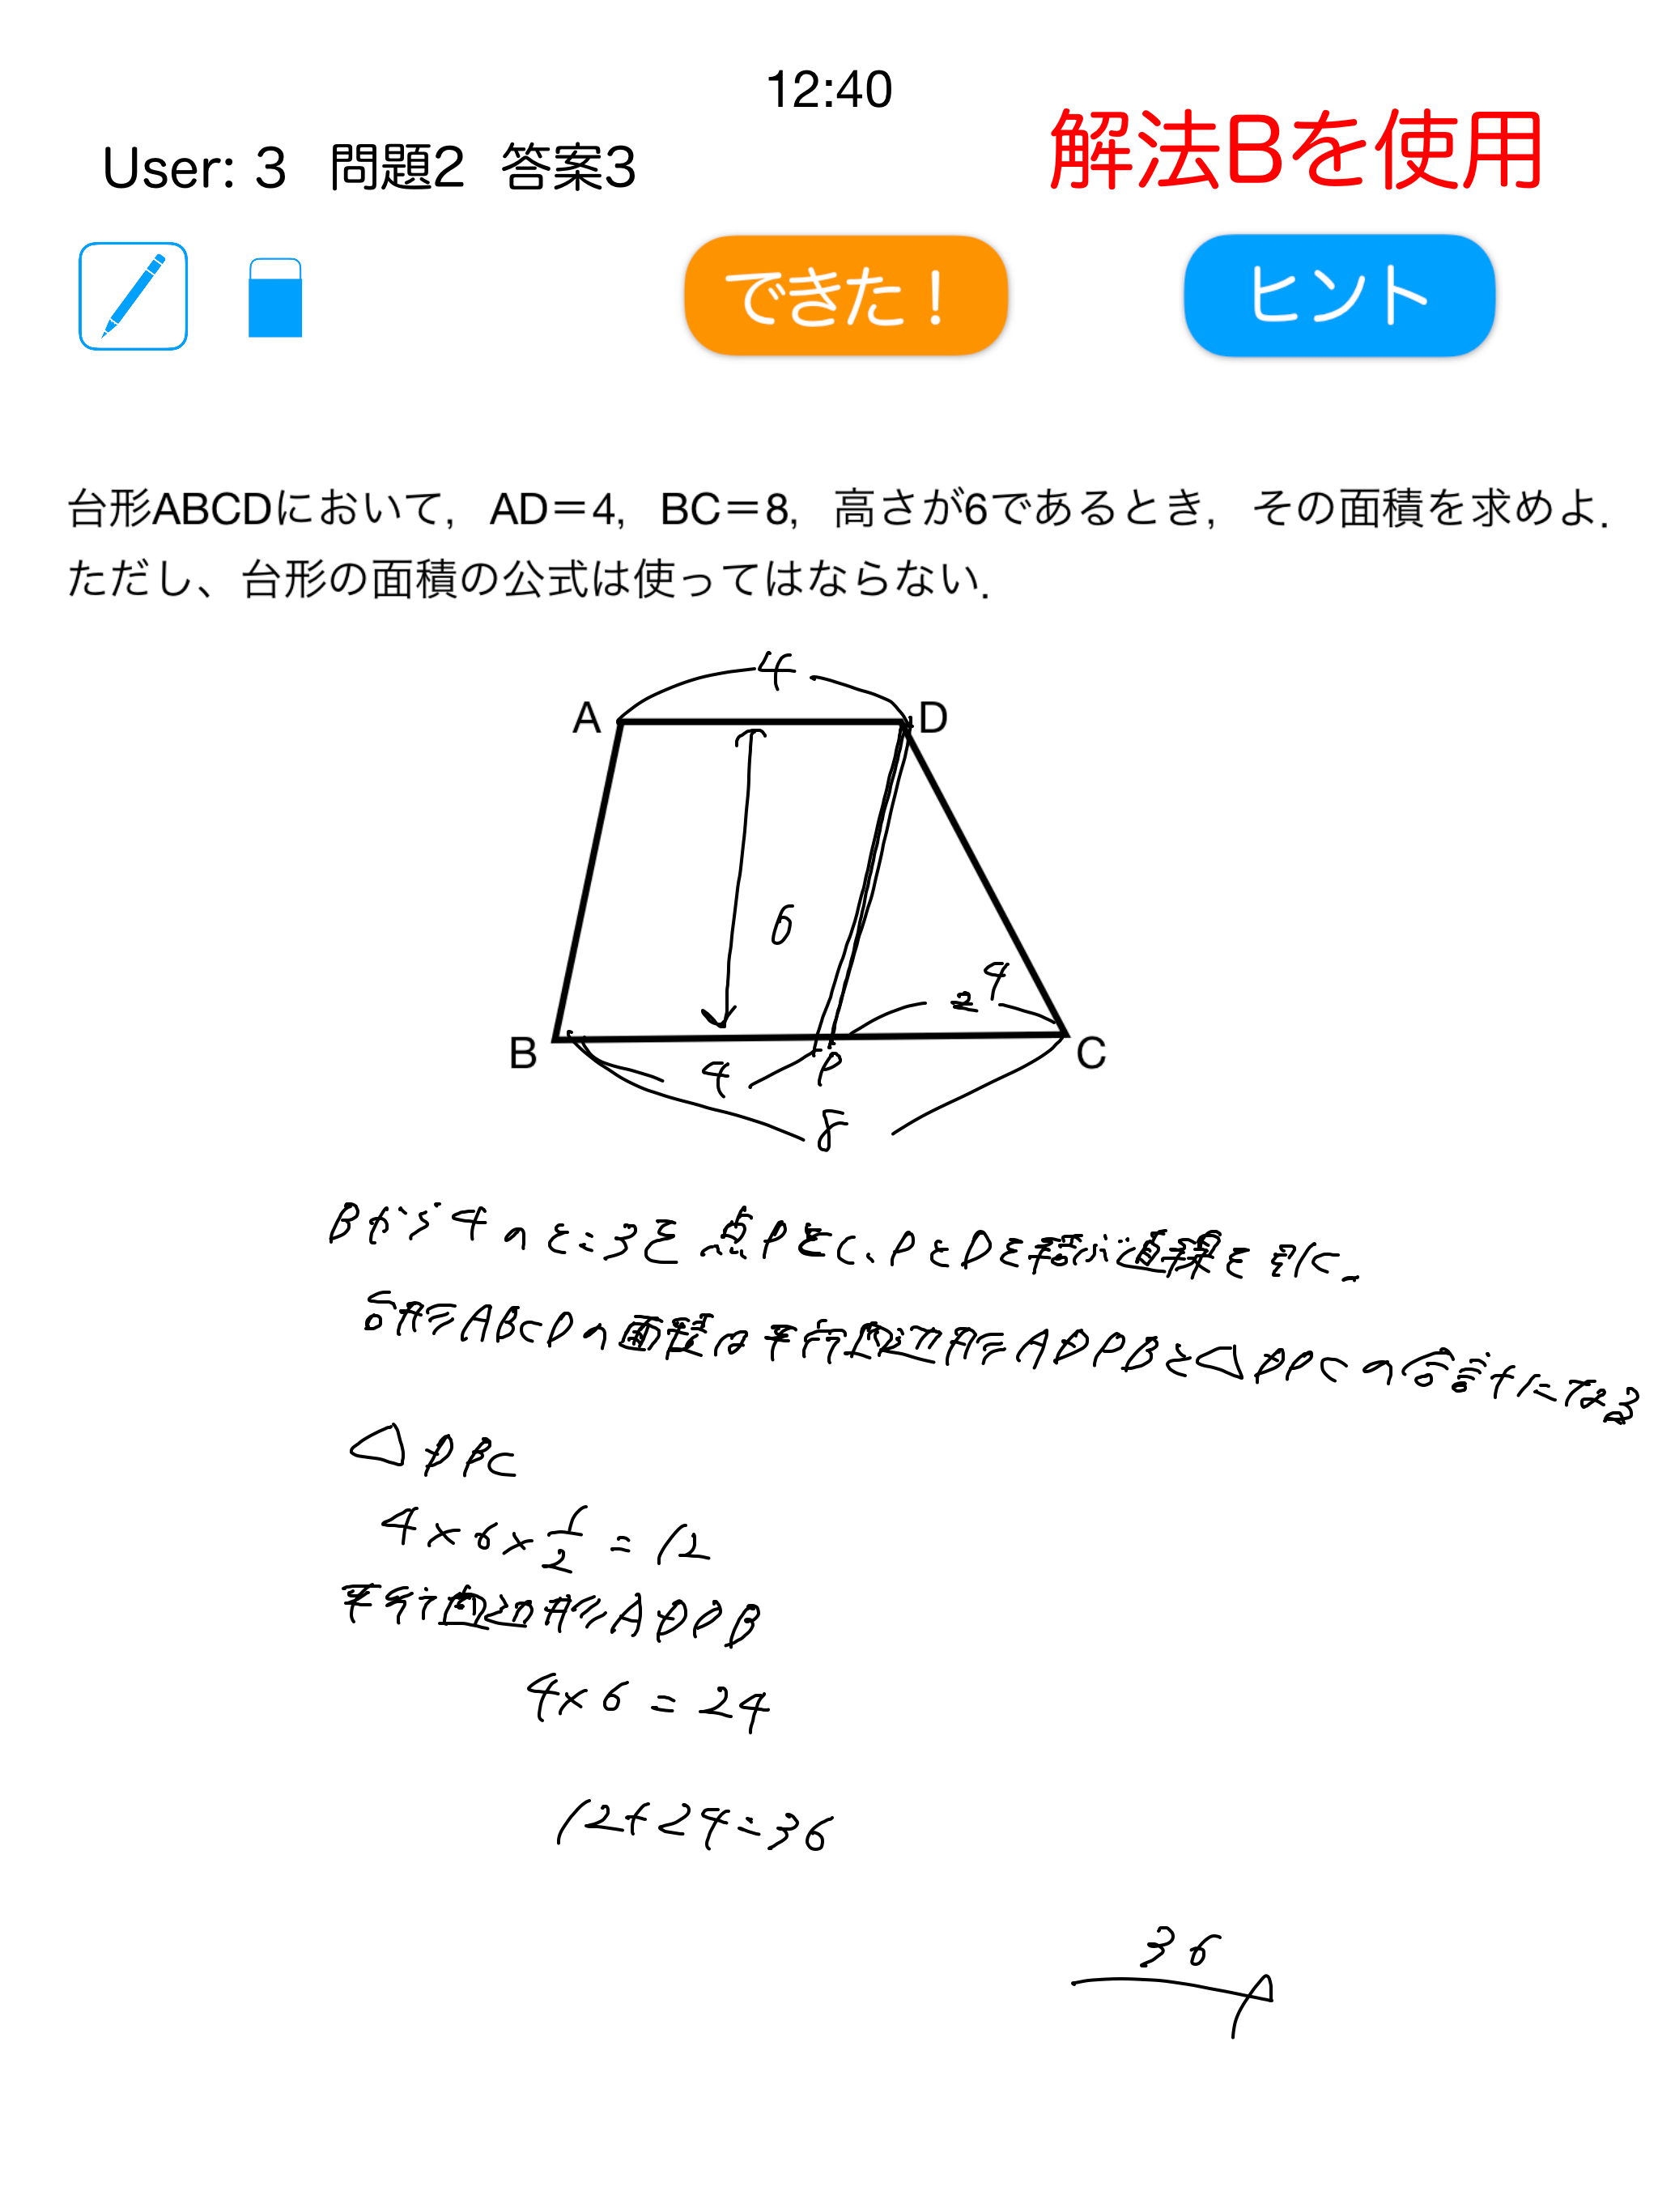 12:40
User: 3 問題2 答案3
解法Bを使用
できた！
ヒント
台形ABCDにおいて，AD＝4，BC＝8，高さが6であるとき，その面積を求めよ．
ただし、台形の面積の公式は使ってはならない．
4
A
D
6
4
B
C
4
P
8
Bから4のところを点Pとし、PとDを結ぶ直線を引く。
台形ABCDの面積は平行四辺形ADPBと△DPCの合計になる
△DPC
4×6×1/2=12
平行四辺形ADPB
4×6=24
12+24=36
36